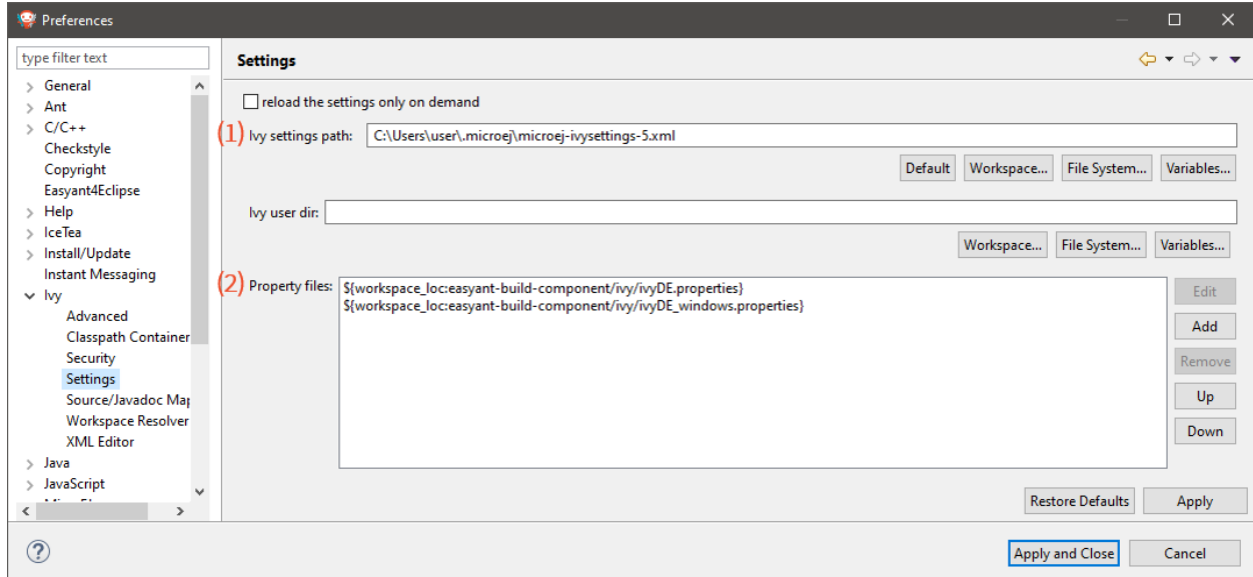 Preferences
type filter text
General
Ant
C/C++
Checkstyle
Copyright
Easyant4Eclipse
Help
IceTea
Install/Update
Instant Messaging
Ivy
Advanced
Classpath Container
Security
Settings
Source/Javadoc Map
Workspace Resolver
XML Editor
Java
JavaScript
Settings
reload the settings only on demand
(1) Ivy settings path: C:\Users\user\.microej\microej-ivysettings-5.xml
Default Workspace... File System... Variables...
Ivy user dir:
Workspace... File System... Variables...
(2) Property files: ${workspace_loc:easyant-build-component/ivy/ivyDE.properties}
${workspace_loc:easyant-build-component/ivy/ivyDE_windows.properties}
Edit
Add
Remove
Up
Down
Restore Defaults Apply
Apply and Close Cancel